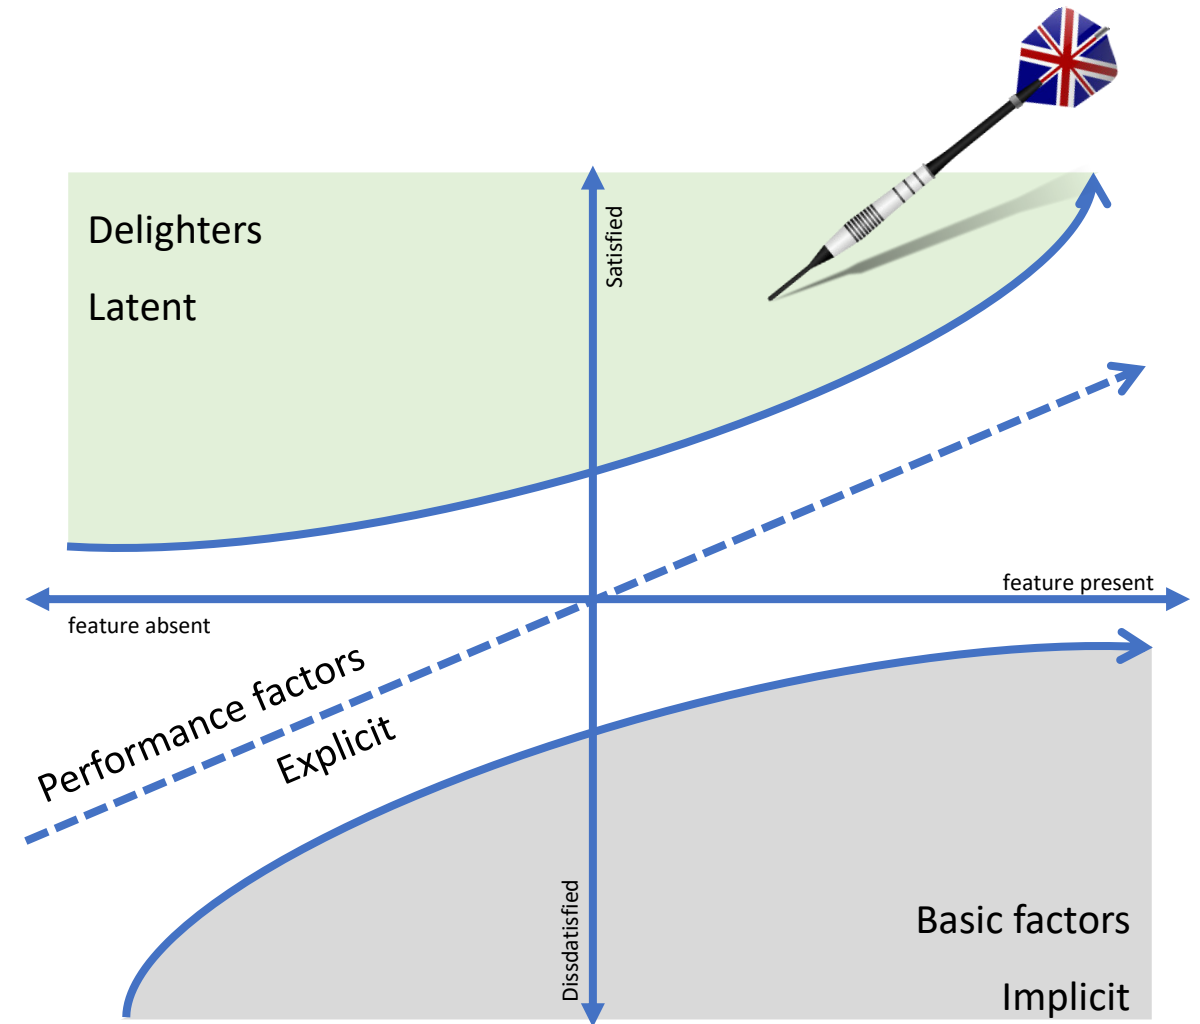 Delighters
Latent
Satisfied
feature present
feature absent
Performance factors
Explicit
Dissdatisfied
Basic factors
Implicit